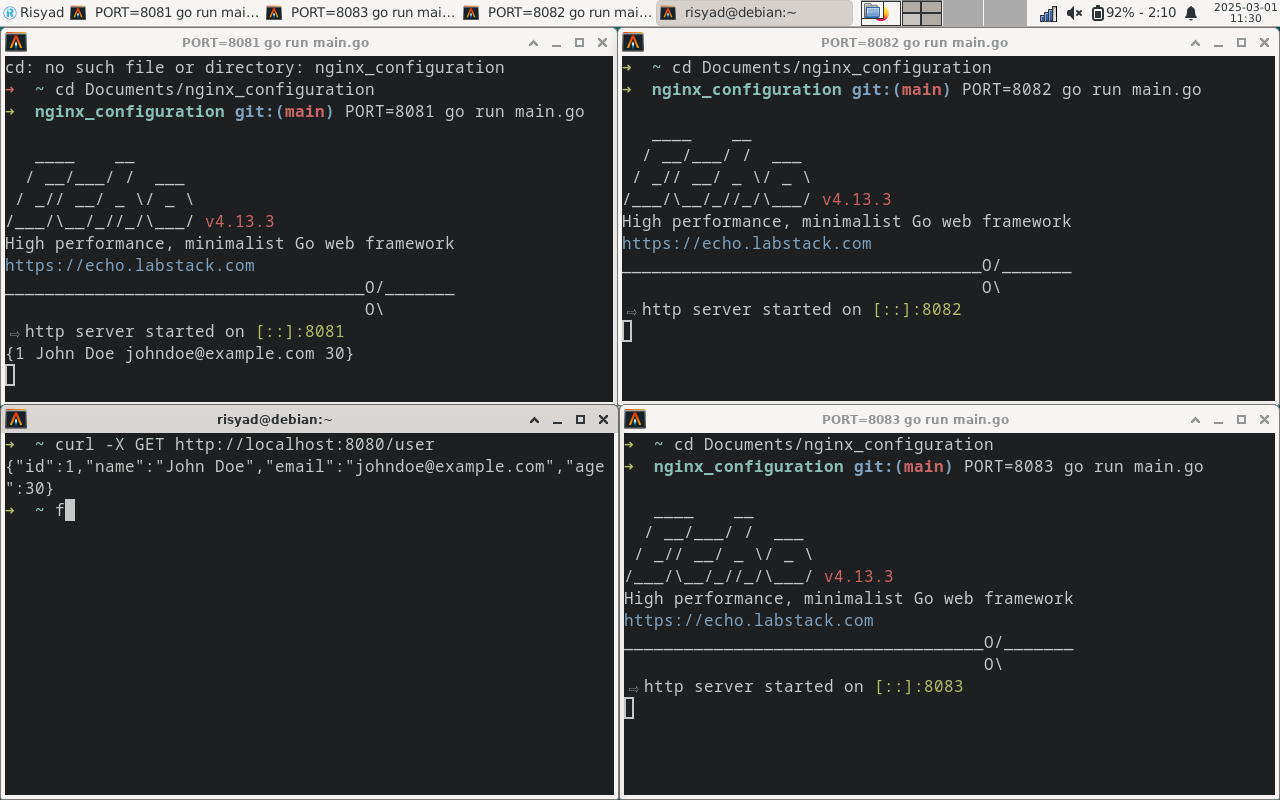 Risyad PORT=8081 go run mai... PORT=8083 go run mai... PORT=8082 go run mai... risyad@debian:~ 92% - 2:10 2025-03-01
11:30
PORT=8081 go run main.go
cd: no such file or directory: nginx_configuration
➜  ~ cd Documents/nginx_configuration
➜  nginx_configuration git:(main) PORT=8081 go run main.go
   ____    __
  / __/___/ /  ___
 / _// __/ _ \/ _ \
/___/\__/_//_/\___/ v4.13.3
High performance, minimalist Go web framework
https://echo.labstack.com
____________________________________O/_______
                                    O\
⇨ http server started on [::]:8081
{1 John Doe johndoe@example.com 30}
PORT=8082 go run main.go
➜  ~ cd Documents/nginx_configuration
➜  nginx_configuration git:(main) PORT=8082 go run main.go
   ____    __
  / __/___/ /  ___
 / _// __/ _ \/ _ \
/___/\__/_//_/\___/ v4.13.3
High performance, minimalist Go web framework
https://echo.labstack.com
____________________________________O/_______
                                    O\
⇨ http server started on [::]:8082
risyad@debian:~
➜  ~ curl -X GET http://localhost:8080/user
{"id":1,"name":"John Doe","email":"johndoe@example.com","age
":30}
➜  ~ f
PORT=8083 go run main.go
➜  ~ cd Documents/nginx_configuration
➜  nginx_configuration git:(main) PORT=8083 go run main.go
   ____    __
  / __/___/ /  ___
 / _// __/ _ \/ _ \
/___/\__/_//_/\___/ v4.13.3
High performance, minimalist Go web framework
https://echo.labstack.com
____________________________________O/_______
                                    O\
⇨ http server started on [::]:8083